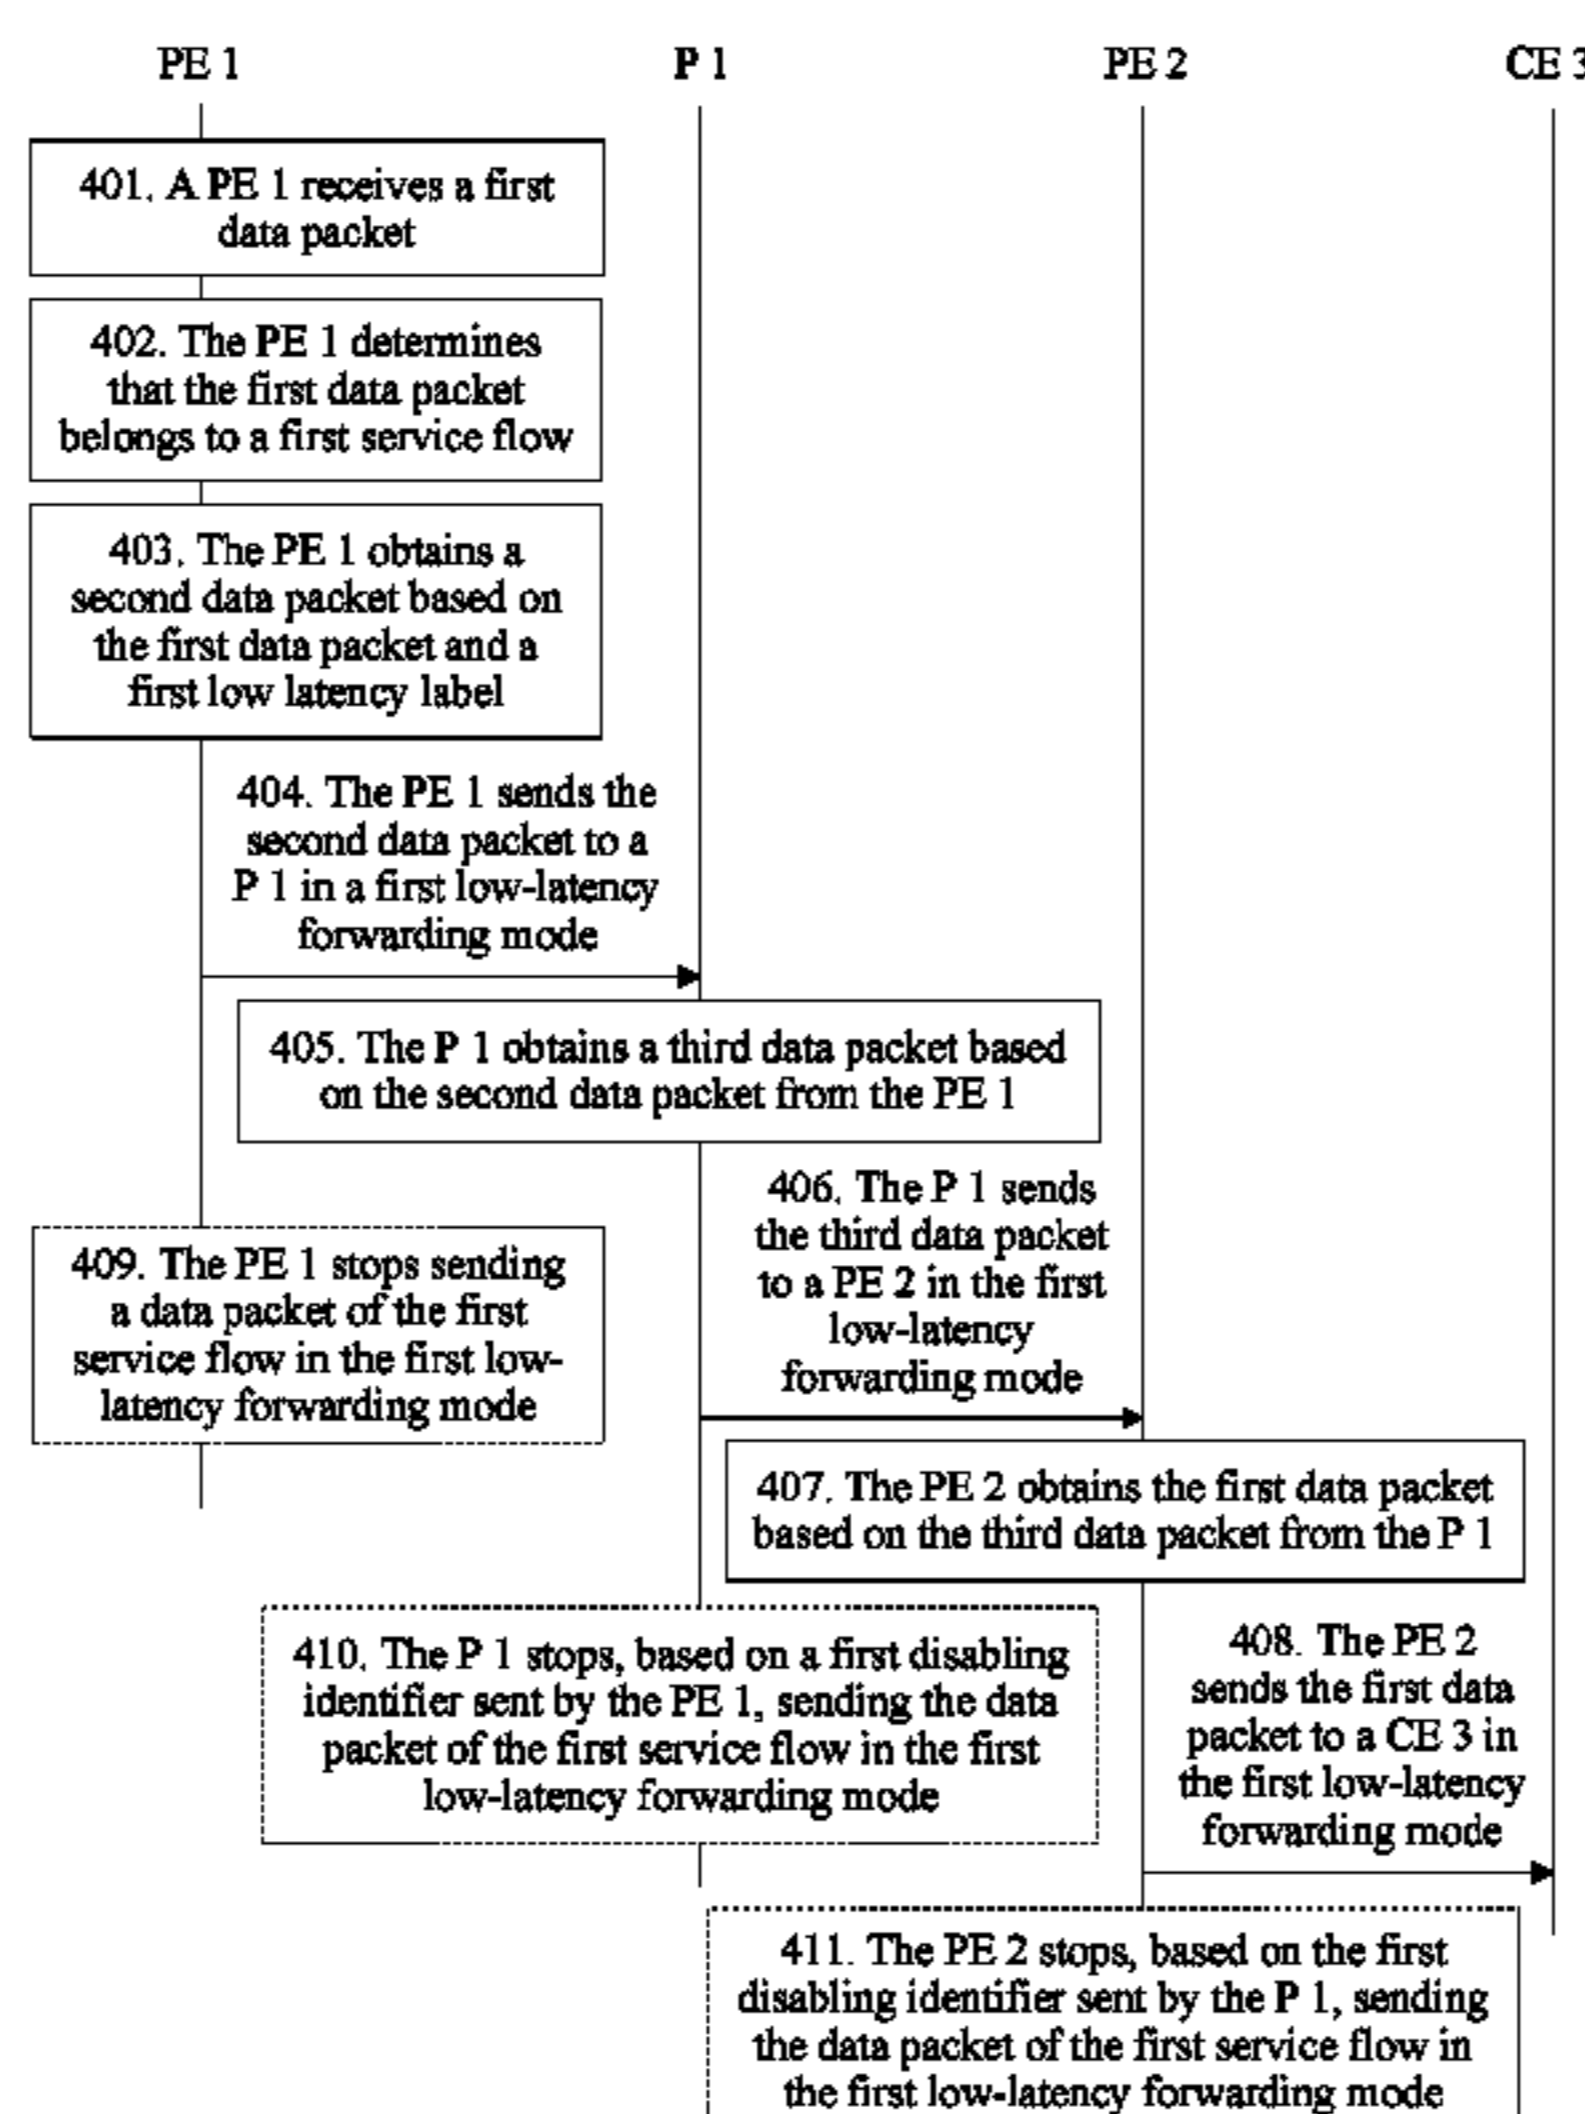 PE 1
P 1
PE 2
CE 3
401. A PE 1 receives a first
data packet
402. The PE 1 determines
that the first data packet
belongs to a first service flow
403. The PE 1 obtains a
second data packet based on
the first data packet and a
first low latency label
404. The PE 1 sends the
second data packet to a
P 1 in a first low-latency
forwarding mode
405. The P 1 obtains a third data packet based
on the second data packet from the PE 1
406. The P 1 sends
the third data packet
to a PE 2 in the first
low-latency
forwarding mode
409. The PE 1 stops sending
a data packet of the first
service flow in the first low-
latency forwarding mode
407. The PE 2 obtains the first data packet
based on the third data packet from the P 1
410. The P 1 stops, based on a first disabling
identifier sent by the PE 1, sending the data
packet of the first service flow in the first
low-latency forwarding mode
408. The PE 2
sends the first data
packet to a CE 3 in
the first low-latency
forwarding mode
411. The PE 2 stops, based on the first
disabling identifier sent by the P 1, sending
the data packet of the first service flow in
the first low-latency forwarding mode